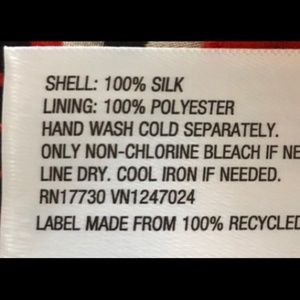 SHELL: 100% SILK
LINING: 100% POLYESTER
HAND WASH COLD SEPARATELY.
ONLY NON-CHLORINE BLEACH IF NE
LINE DRY. COOL IRON IF NEEDED.
RN17730 VN1247024
LABEL MADE FROM 100% RECYCLED